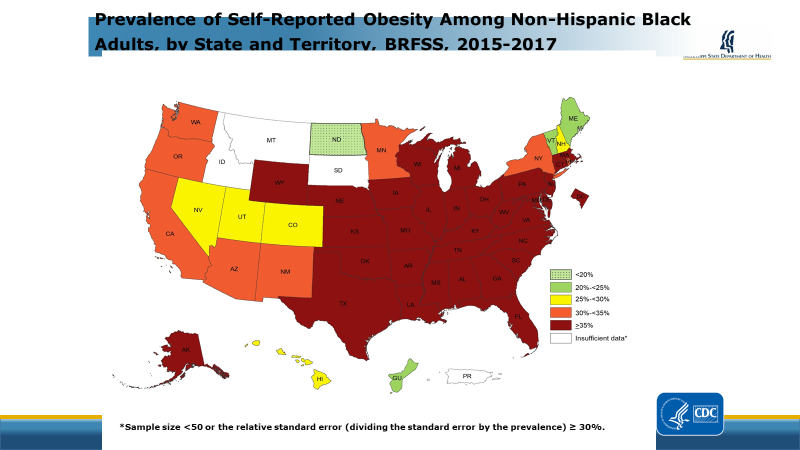 Prevalence of Self-Reported Obesity Among Non-Hispanic Black
Adults, by State and Territory, BRFSS, 2015-2017
STATE DEPARTMENT OF HEALTH
WA
MT
ND
MN
ME
VT
NH
OR
ID
SD
WI
MI
NY
WY
IA
PA
NE
NV
UT
CO
IL
IN
OH
WV
VA
CA
KS
MO
KY
NC
TN
AZ
NM
OK
AR
SC
MS
AL
GA
TX
LA
FL
AK
HI
GU
PR
<20%
20%-<25%
25%-<30%
30%-<35%
≥35%
Insufficient data*
CDC
*Sample size <50 or the relative standard error (dividing the standard error by the prevalence) ≥ 30%.